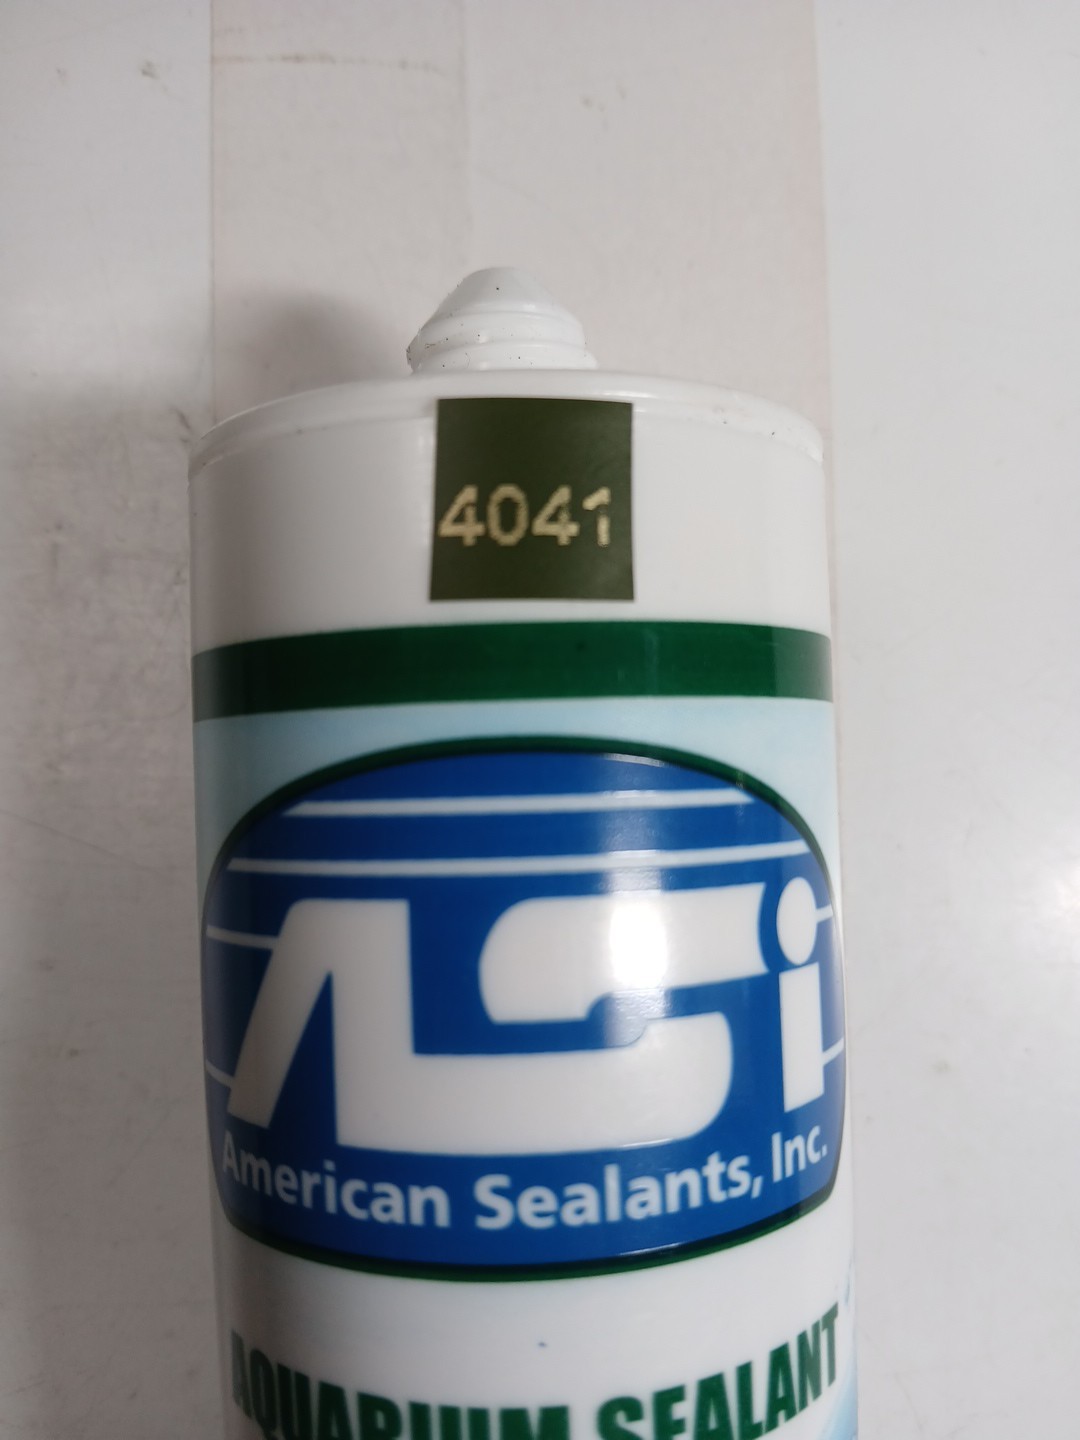 4041
ASi
American Sealants, Inc.
AQUARIUM SEALANT